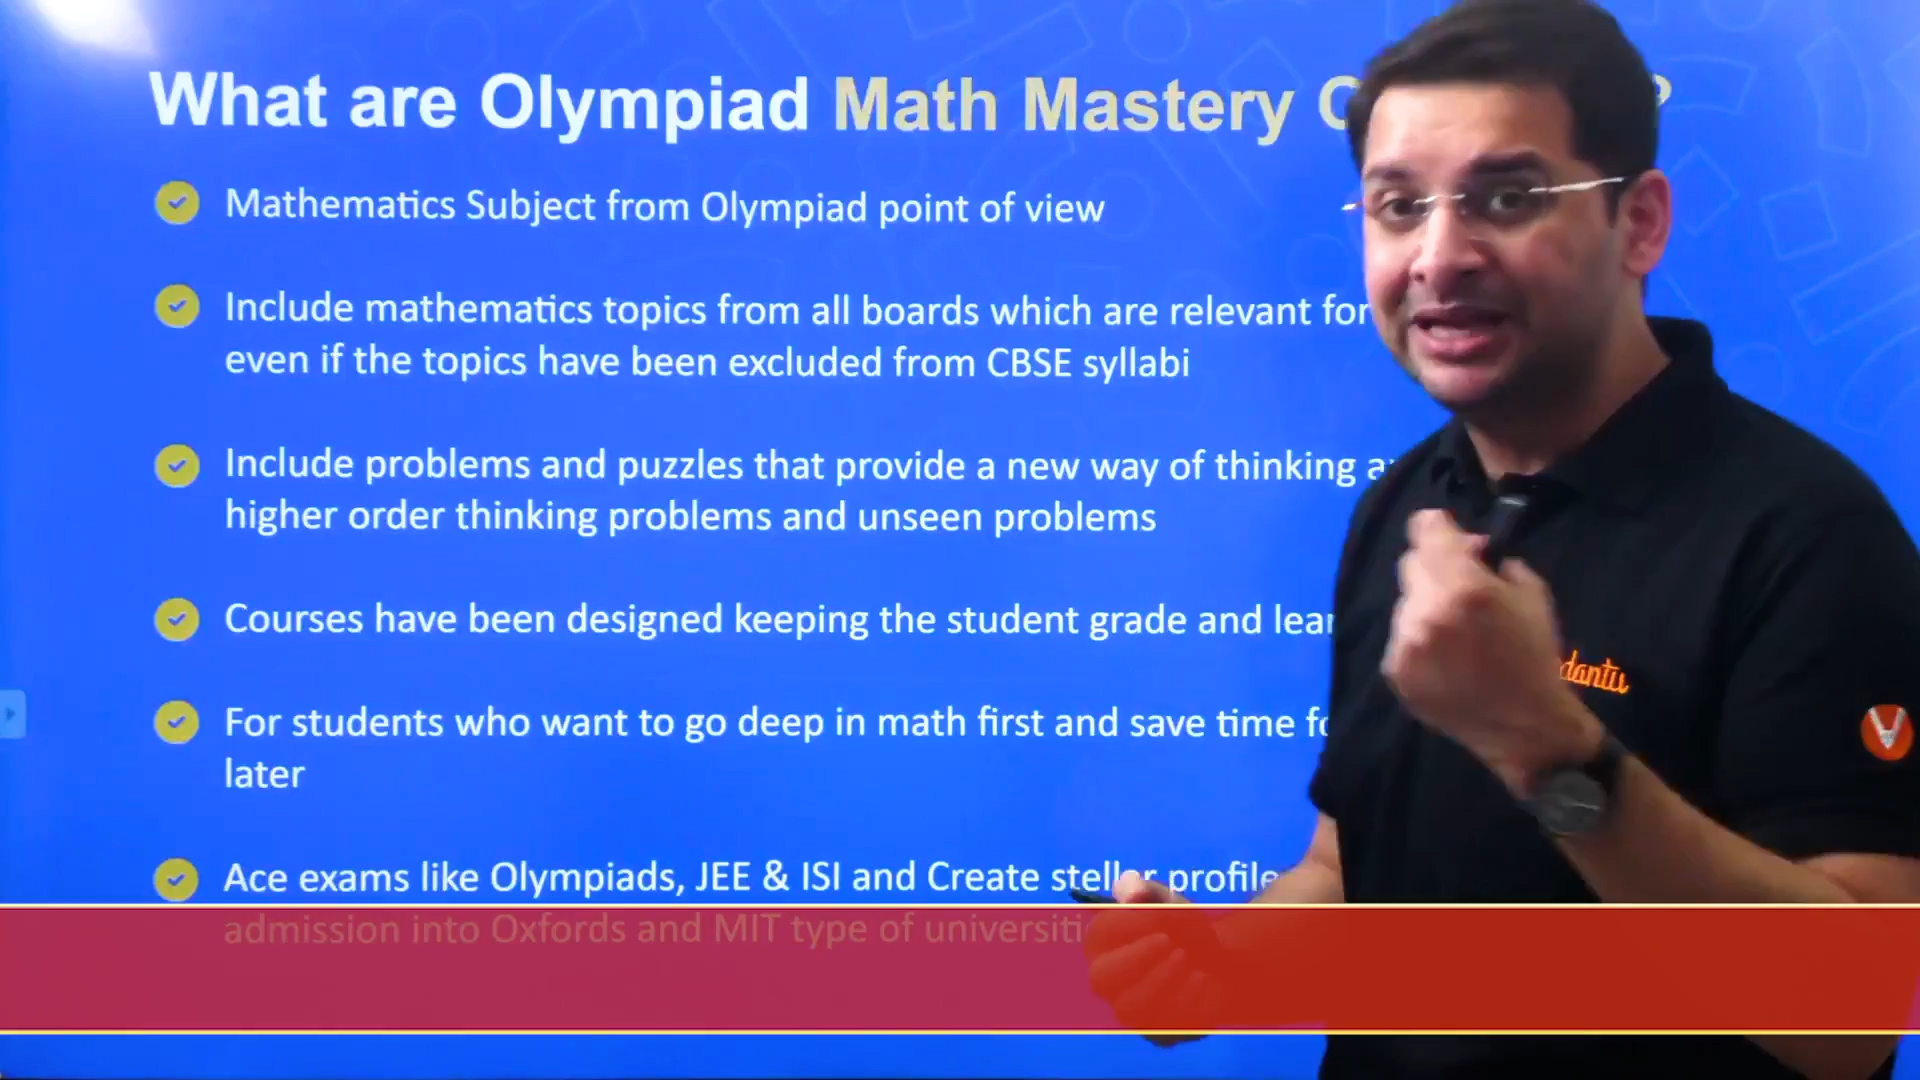 What are Olympiad Math Mastery
Mathematics Subject from Olympiad point of view
Include mathematics topics from all boards which are relevant for
even if the topics have been excluded from CBSE syllabi
Include problems and puzzles that provide a new way of thinking
higher order thinking problems and unseen problems
Courses have been designed keeping the student grade and
For students who want to go deep in math first and save time
later
Ace exams like Olympiads, JEE & ISI and Create steller profile
admission into Oxfords and MIT type of